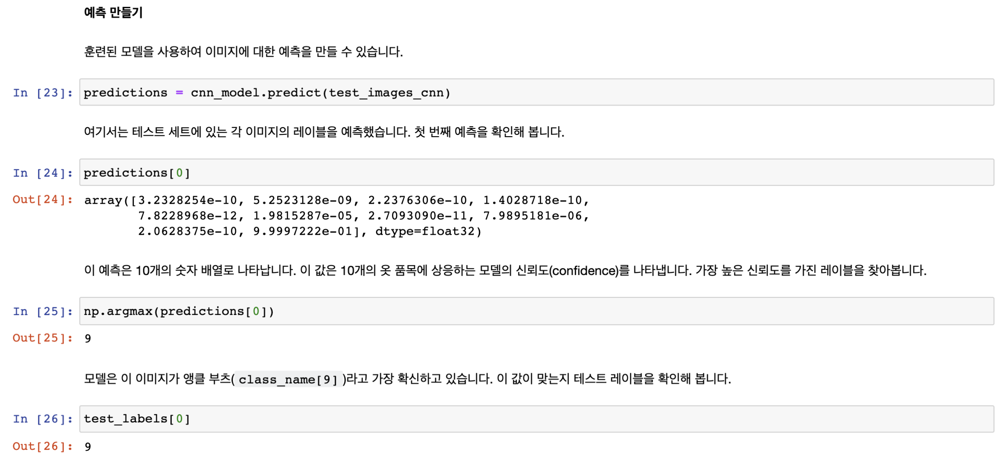 예측 만들기
훈련된 모델을 사용하여 이미지에 대한 예측을 만들 수 있습니다.
In [23]: predictions = cnn_model.predict(test_images_cnn)
여기서는 테스트 세트에 있는 각 이미지의 레이블을 예측했습니다. 첫 번째 예측을 확인해 봅니다.
In [24]: predictions[0]
Out[24]: array([3.2328254e-10, 5.2523128e-09, 2.2376306e-10, 1.4028718e-10,
7.8228968e-12, 1.9815287e-05, 2.7093090e-11, 7.9895181e-06,
2.0628375e-10, 9.9997222e-01], dtype=float32)
이 예측은 10개의 숫자 배열로 나타납니다. 이 값은 10개의 옷 품목에 상응하는 모델의 신뢰도(confidence)를 나타냅니다. 가장 높은 신뢰도를 가진 레이블을 찾아봅니다.
In [25]: np.argmax(predictions[0])
Out[25]: 9
모델은 이 이미지가 앵클 부츠(class_name[9])라고 가장 확신하고 있습니다. 이 값이 맞는지 테스트 레이블을 확인해 봅니다.
In [26]: test_labels[0]
Out[26]: 9